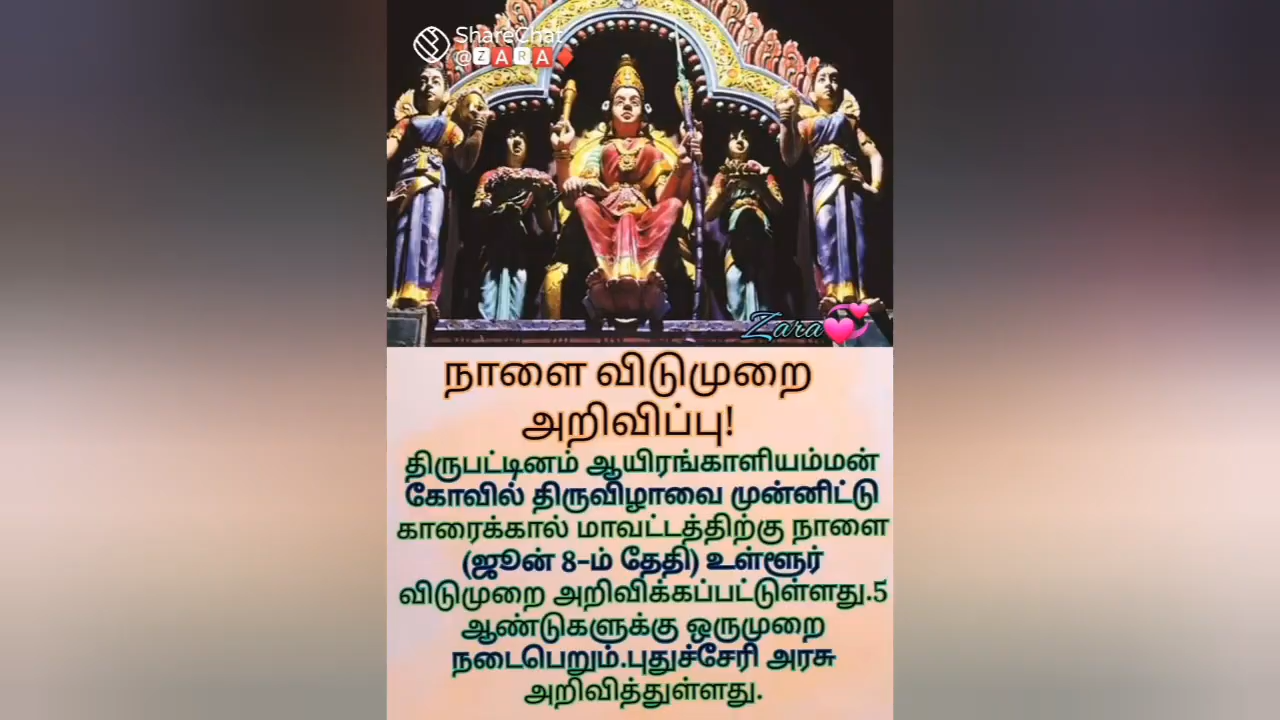 ShareChat
@ZARA
Zara
நாளை விடுமுறை
அறிவிப்பு!
திருபட்டினம் ஆயிரங்காளியம்மன்
கோவில் திருவிழாவை முன்னிட்டு
காரைக்கால் மாவட்டத்திற்கு நாளை
(ஜூன் 8-ம் தேதி) உள்ளூர்
விடுமுறை அறிவிக்கப்பட்டுள்ளது.5
ஆண்டுகளுக்கு ஒருமுறை
நடைபெறும்.புதுச்சேரி அரசு
அறிவித்துள்ளது.